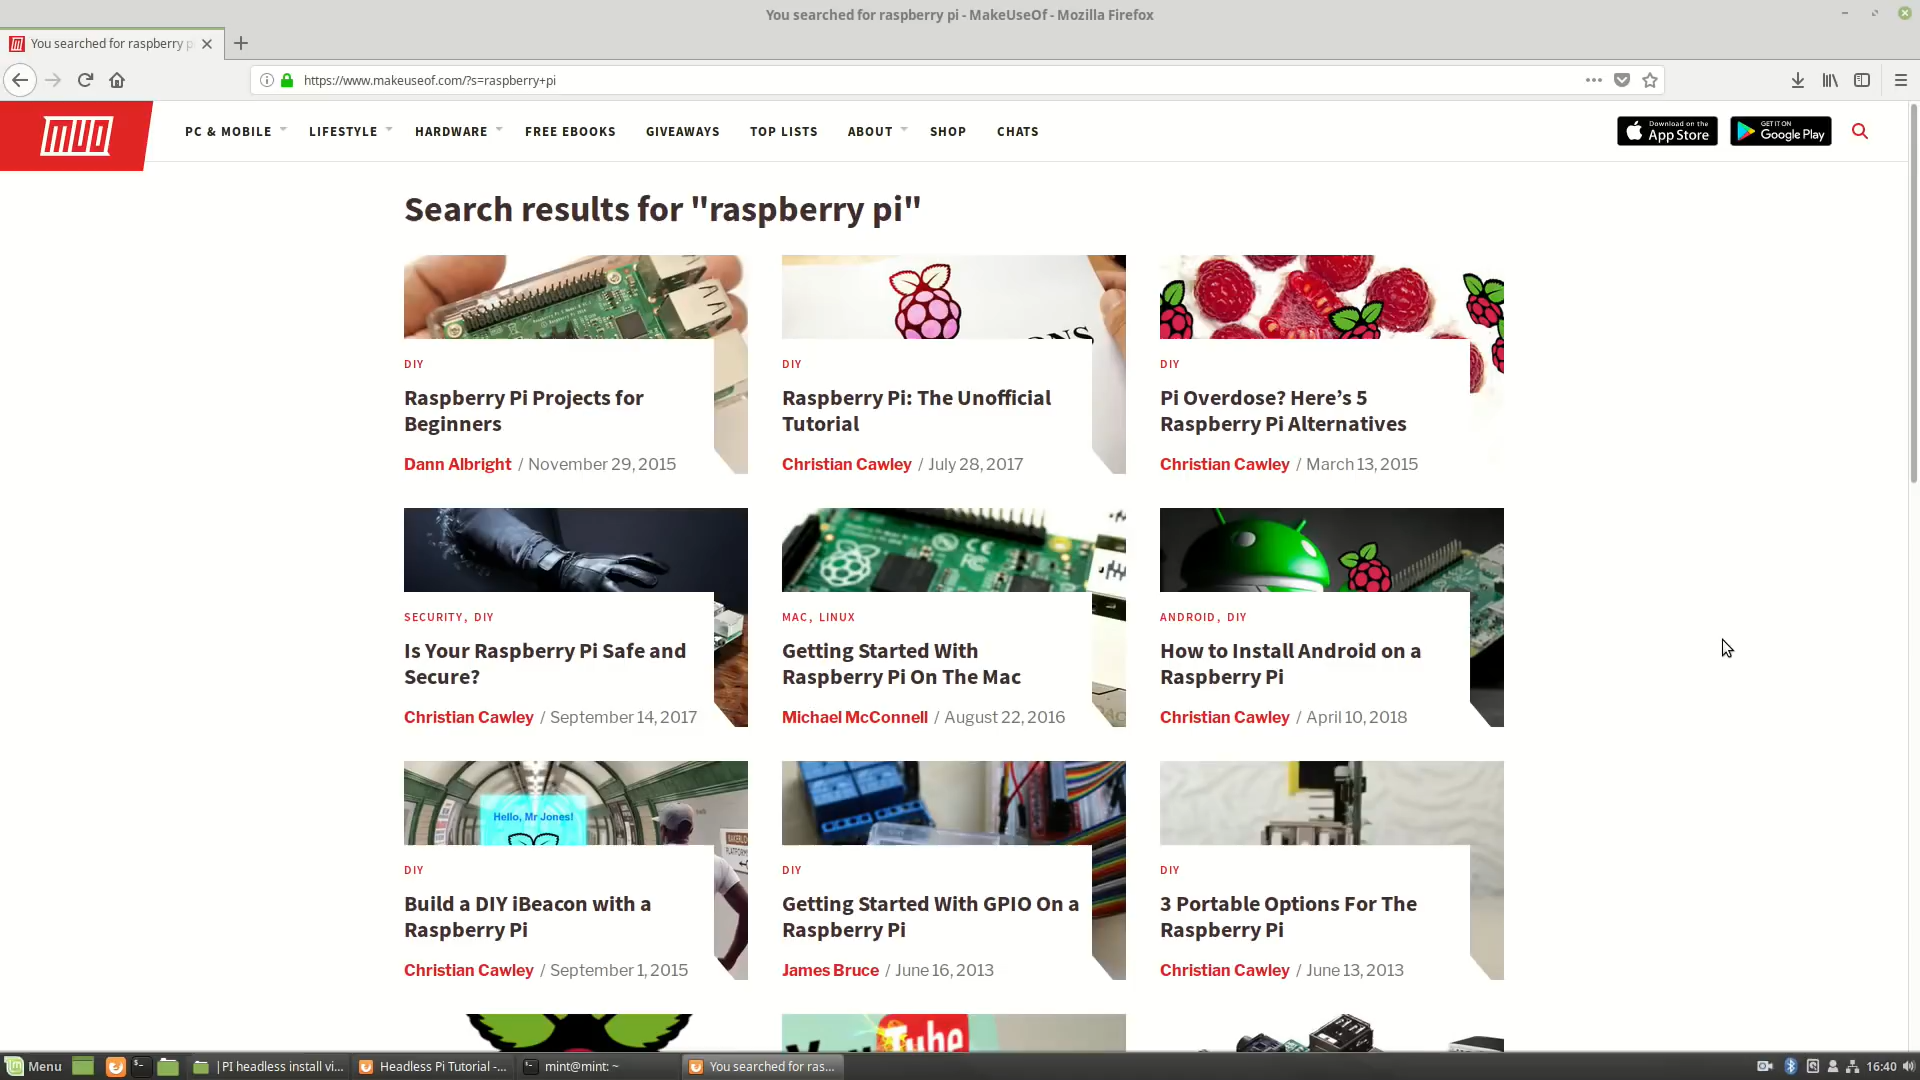 You searched for raspberry pi - MakeUseOf - Mozilla Firefox
You searched for raspberry p
https://www.makeuseof.com/?s=raspberry+pi
MUO
PC & MOBILE LIFESTYLE HARDWARE FREE EBOOKS GIVEAWAYS TOP LISTS ABOUT SHOP CHATS
Download on the App Store
GET IT ON Google Play
Search results for "raspberry pi"
DIY
Raspberry Pi Projects for
Beginners
Dann Albright / November 29, 2015
DIY
Raspberry Pi: The Unofficial
Tutorial
Christian Cawley / July 28, 2017
DIY
Pi Overdose? Here’s 5
Raspberry Pi Alternatives
Christian Cawley / March 13, 2015
SECURITY, DIY
Is Your Raspberry Pi Safe and
Secure?
Christian Cawley / September 14, 2017
MAC, LINUX
Getting Started With
Raspberry Pi On The Mac
Michael McConnell / August 22, 2016
ANDROID, DIY
How to Install Android on a
Raspberry Pi
Christian Cawley / April 10, 2018
Hello, Mr Jones!
DIY
Build a DIY iBeacon with a
Raspberry Pi
Christian Cawley / September 1, 2015
DIY
Getting Started With GPIO On a
Raspberry Pi
James Bruce / June 16, 2013
DIY
3 Portable Options For The
Raspberry Pi
Christian Cawley / June 13, 2013
Tube
Menu
|PI headless install vi...
Headless Pi Tutorial -...
mint@mint: ~
You searched for ras...
16:40